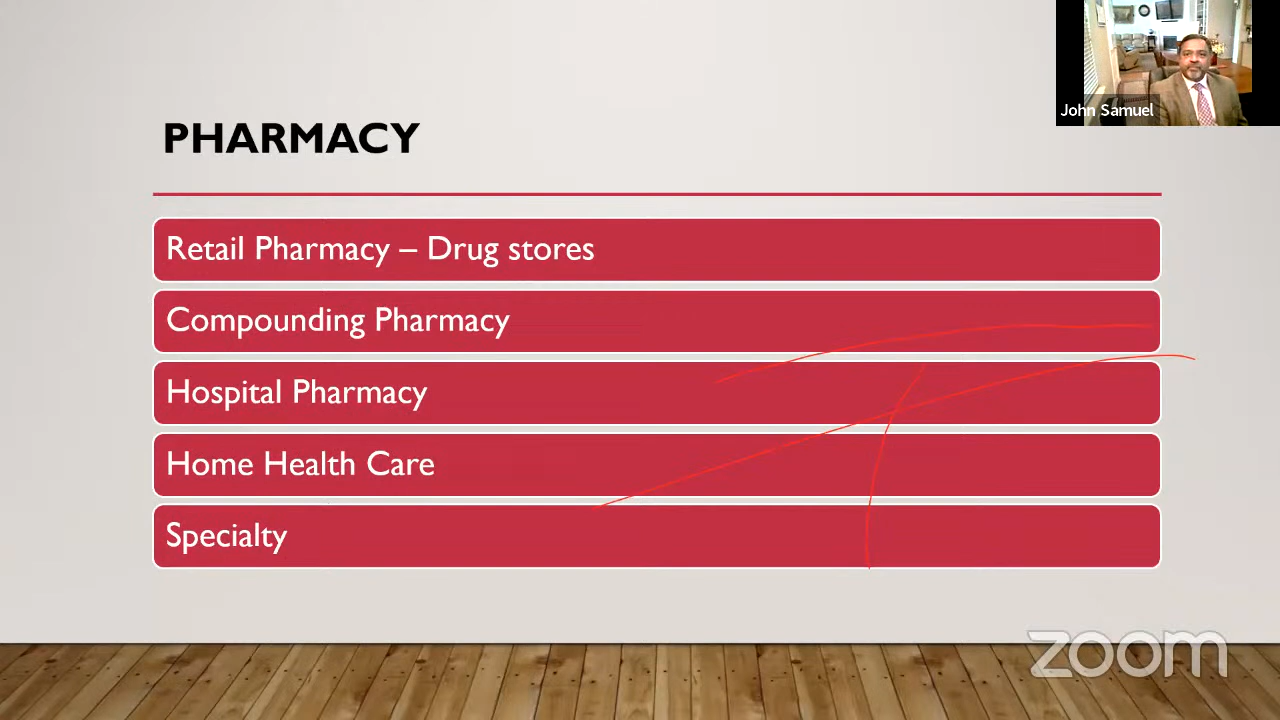 John Samuel
PHARMACY
Retail Pharmacy – Drug stores
Compounding Pharmacy
Hospital Pharmacy
Home Health Care
Specialty
zoom